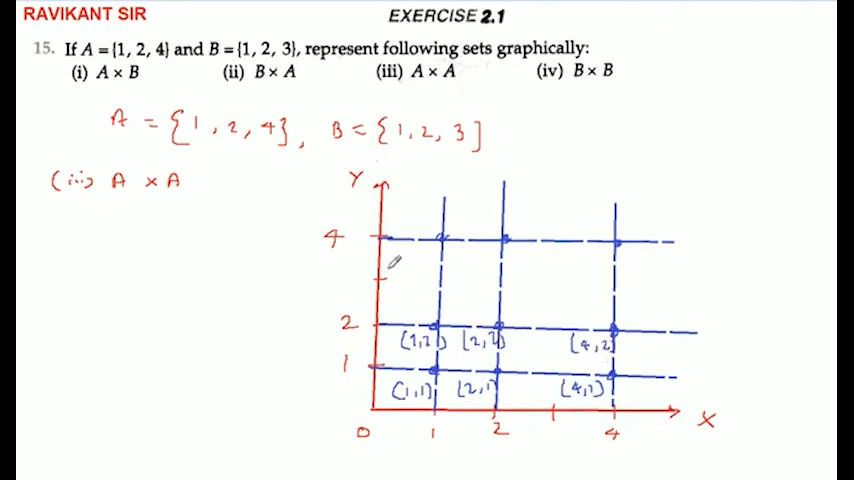 RAVIKANT SIR
EXERCISE 2.1
15. If A = {1, 2, 4} and B = {1, 2, 3}, represent following sets graphically:
(i) A × B (ii) B × A (iii) A × A (iv) B × B
A = {1, 2, 4}, B = {1, 2, 3]
(iii) A × A
Y
4
2
(1,2) (2,2) (4,2)
1
(1,1) (2,1) (4,1)
0 1 2 4 X